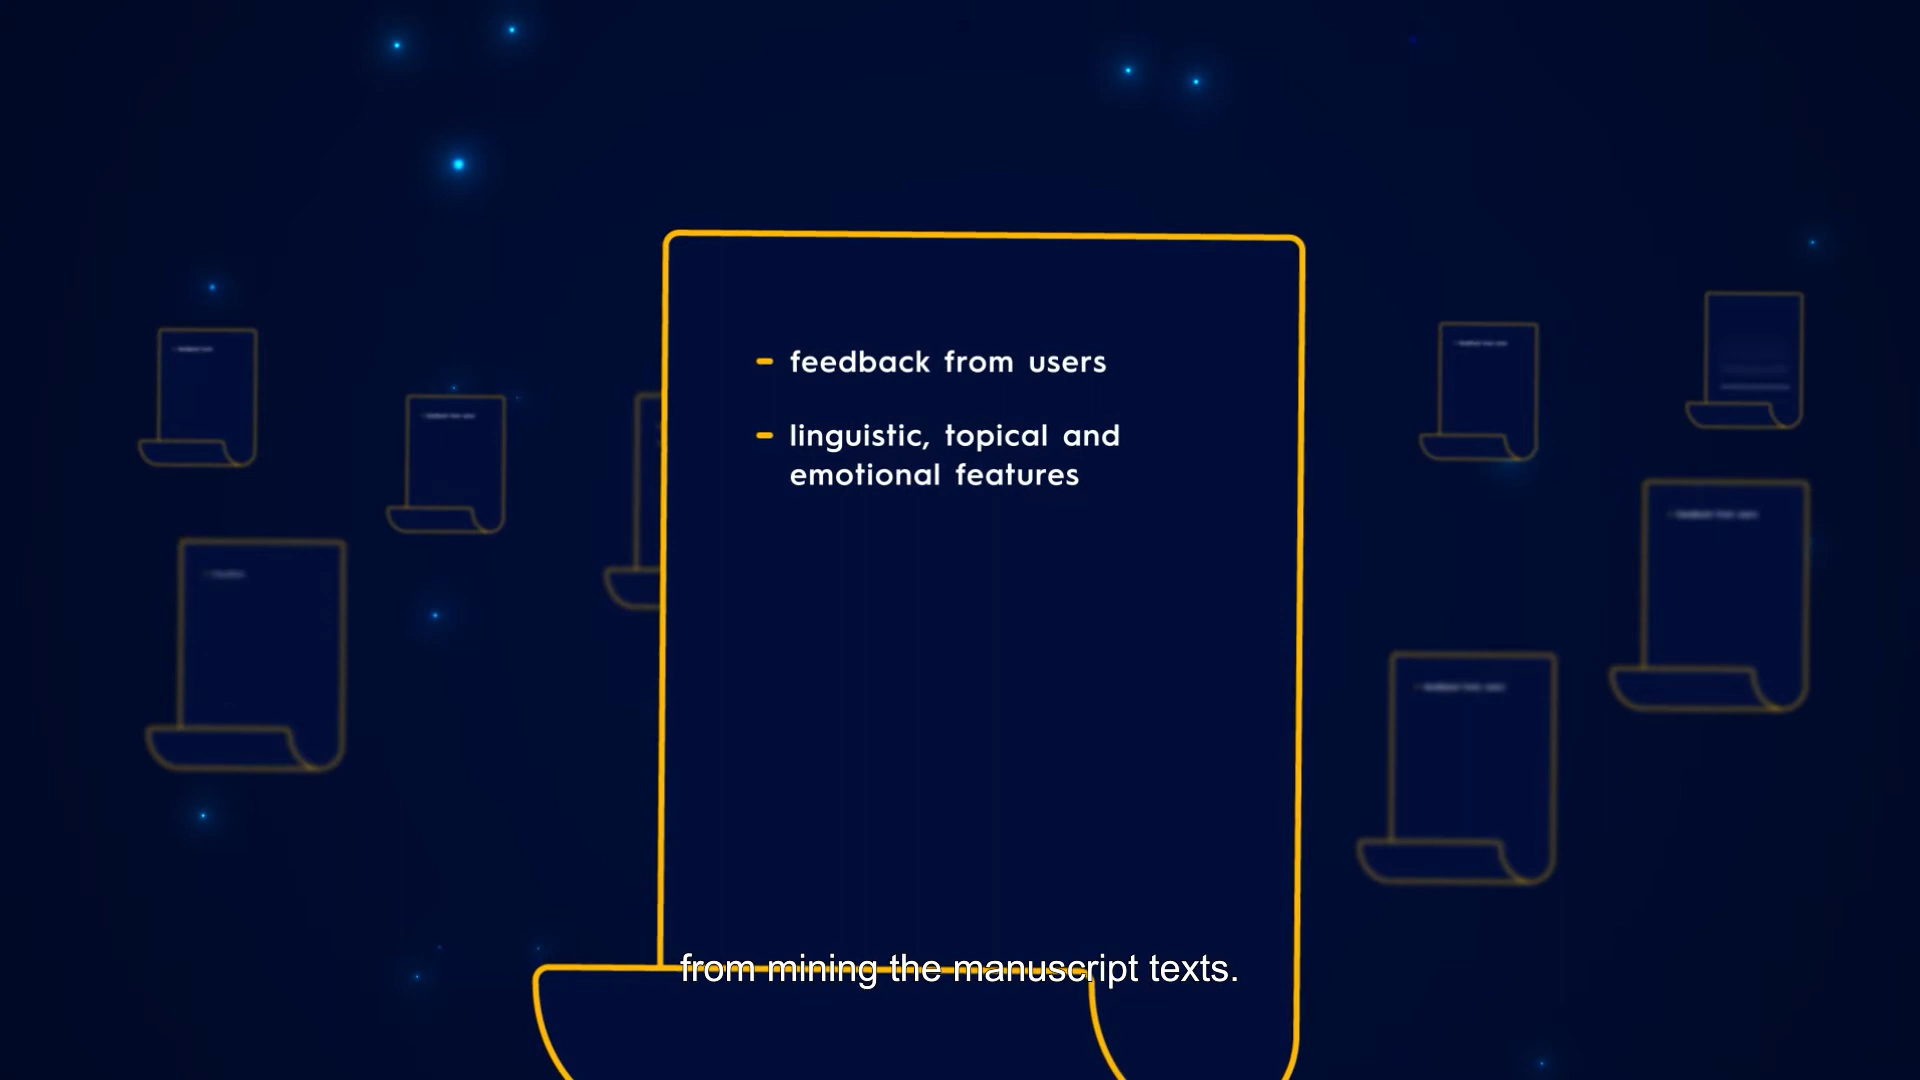 - feedback from users
- linguistic, topical and
emotional features
from mining the manuscript texts.